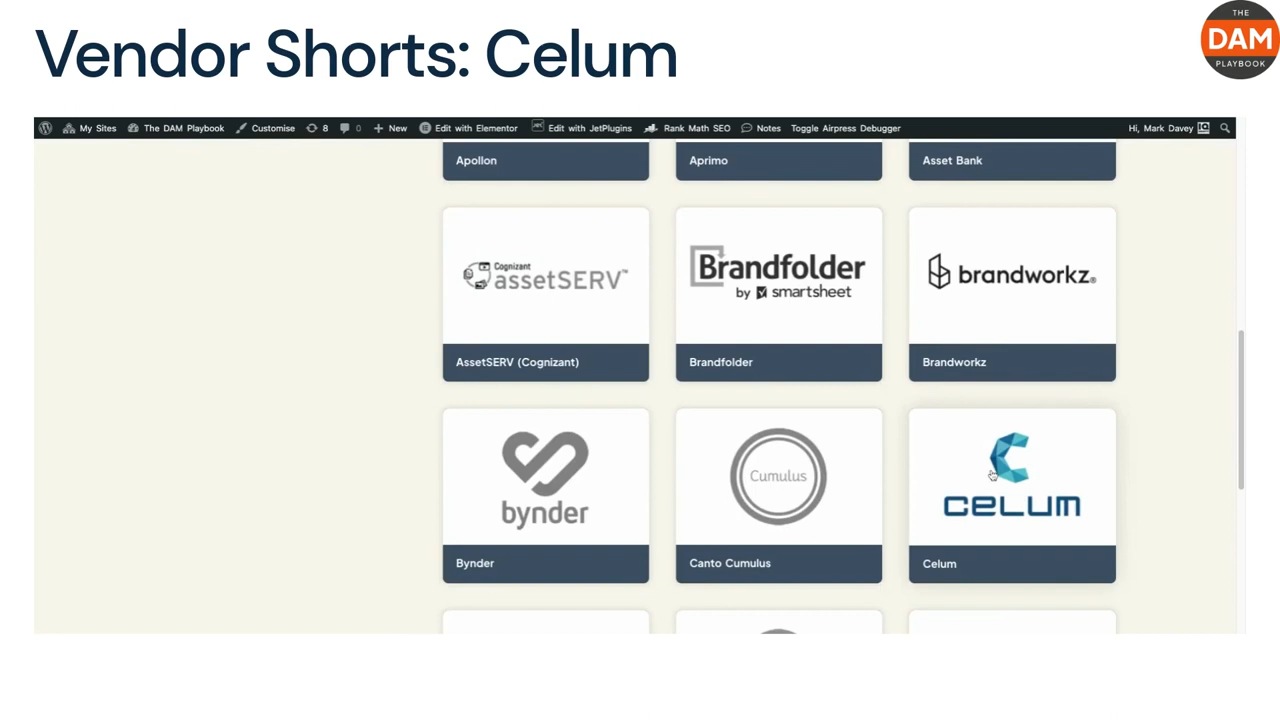 Vendor Shorts: Celum
THE
DAM
PLAYBOOK
My Sites The DAM Playbook Customise 8 0 New Edit with Elementor Edit with JetPlugins Rank Math SEO Notes Toggle Airpress Debugger Hi, Mark Davey
Apollon Aprimo Asset Bank
Cognizant
assetSERV™
Brandfolder
by smartsheet
brandworkz®
AssetSERV (Cognizant) Brandfolder Brandworkz
bynder
Cumulus
CELUM
Bynder Canto Cumulus Celum